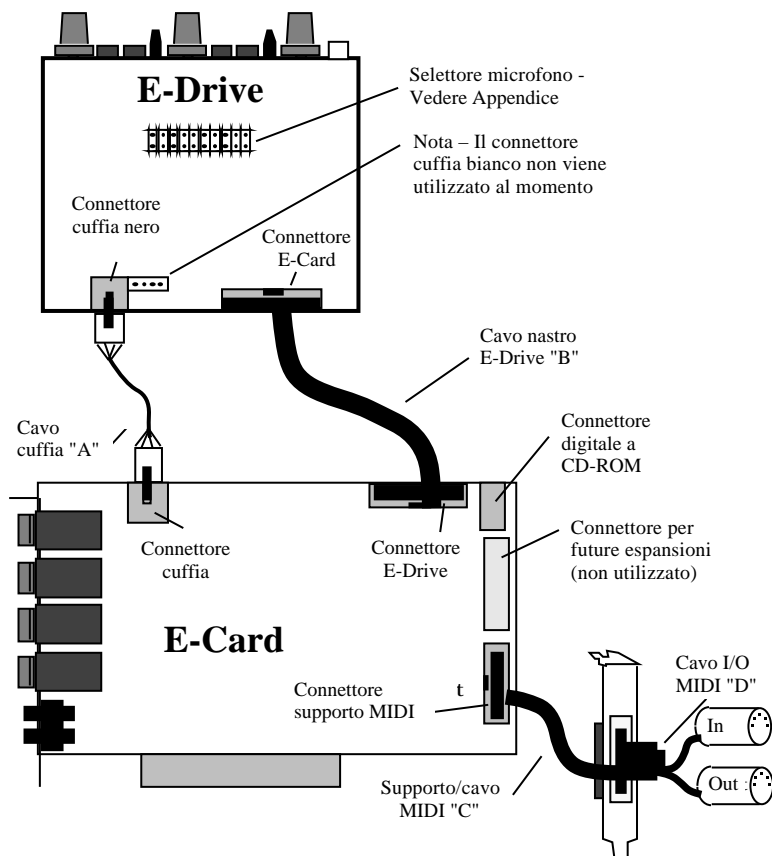 E-Drive
Selettore microfono -
Vedere Appendice
Nota – Il connettore
cuffia bianco non viene
utilizzato al momento
Connettore
cuffia nero
Connettore
E-Card
Cavo nastro
E-Drive "B"
Cavo
cuffia "A"
Connettore
digitale a
CD-ROM
Connettore
cuffia
Connettore
E-Drive
Connettore per
future espansioni
(non utilizzato)
E-Card
Connettore
supporto MIDI
t
Cavo I/O
MIDI "D"
In
Out :
Supporto/cavo
MIDI "C"